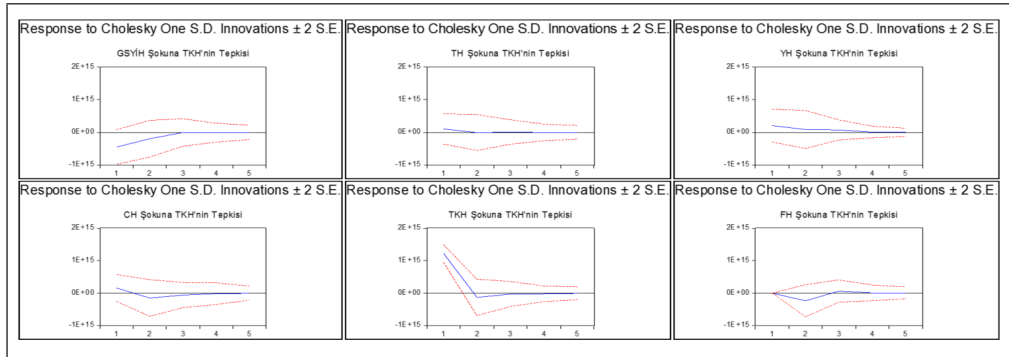 Response to Cholesky One S.D. Innovations ± 2 S.E.
GSYİH Şokuna TKH'nin Tepkisi
2E+15
1E+15
0E+00
-1E+15
1 2 3 4 5
Response to Cholesky One S.D. Innovations ± 2 S.E.
TH Şokuna TKH'nin Tepkisi
2E+15
1E+15
0E+00
-1E+15
1 2 3 4 5
Response to Cholesky One S.D. Innovations ± 2 S.E.
YH Şokuna TKH'nin Tepkisi
2E+15
1E+15
0E+00
-1E+15
1 2 3 4 5
Response to Cholesky One S.D. Innovations ± 2 S.E.
CH Şokuna TKH'nin Tepkisi
2E+15
1E+15
0E+00
-1E+15
1 2 3 4 5
Response to Cholesky One S.D. Innovations ± 2 S.E.
TKH Şokuna TKH'nin Tepkisi
2E+15
1E+15
0E+00
-1E+15
1 2 3 4 5
Response to Cholesky One S.D. Innovations ± 2 S.E.
FH Şokuna TKH'nin Tepkisi
2E+15
1E+15
0E+00
-1E+15
1 2 3 4 5